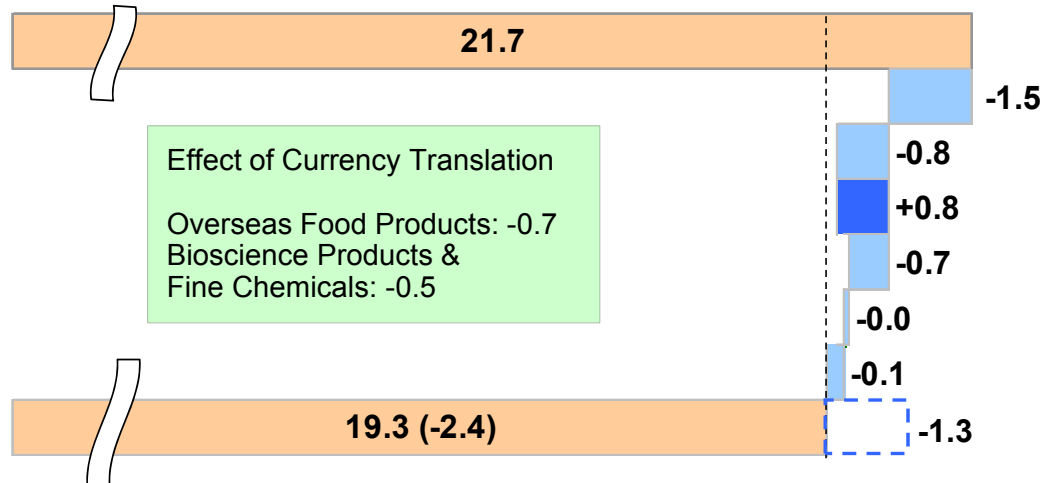 21.7
-1.5
-0.8
+0.8
-0.7
-0.0
-0.1
Effect of Currency Translation
Overseas Food Products: -0.7
Bioscience Products &
Fine Chemicals: -0.5
19.3 (-2.4)
-1.3